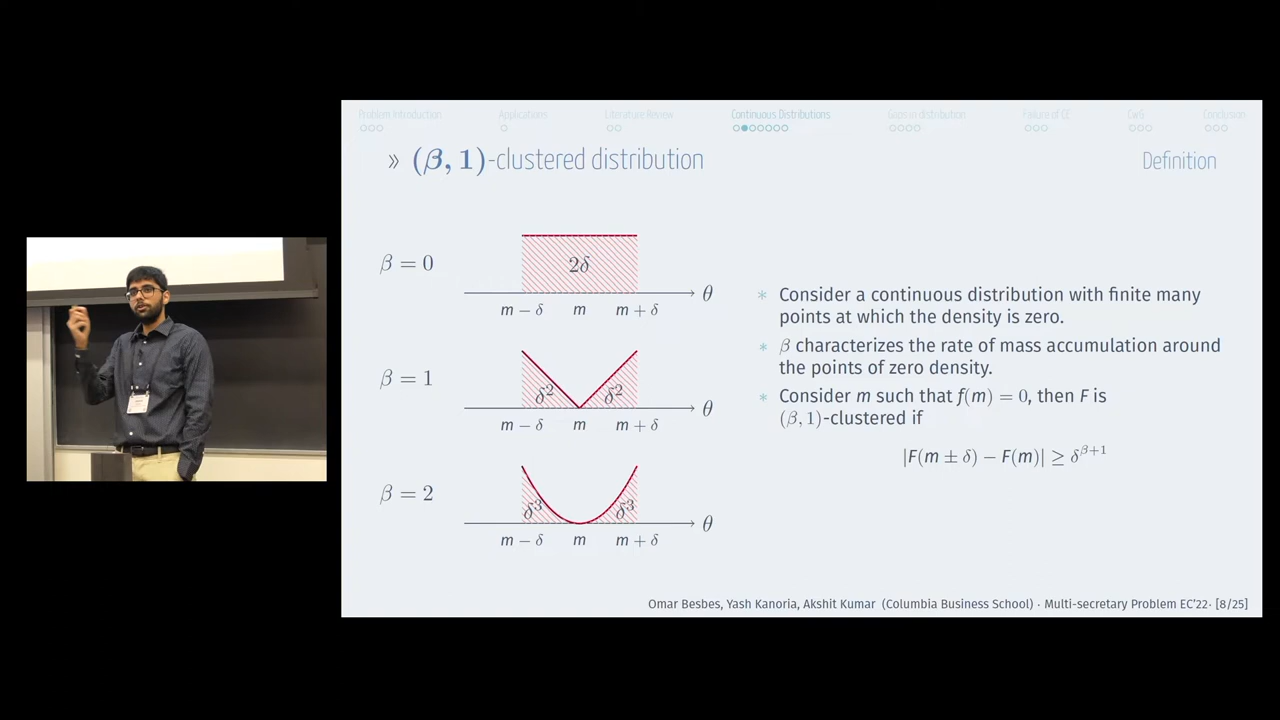 Problem Introduction Applications Literature Review Continuous Distributions Gaps in distribution Failure of CE CwG Conclusion
» (β, 1)-clustered distribution Definition
β = 0
2δ
θ
m − δ m m + δ
β = 1
δ² δ²
θ
m − δ m m + δ
β = 2
δ³ δ³
θ
m − δ m m + δ
* Consider a continuous distribution with finite many
points at which the density is zero.
* β characterizes the rate of mass accumulation around
the points of zero density.
* Consider m such that f(m) = 0, then F is
(β, 1)-clustered if
|F(m ± δ) − F(m)| ≥ δ^{β+1}
Omar Besbes, Yash Kanoria, Akshit Kumar (Columbia Business School) · Multi-secretary Problem EC'22 · [8/25]